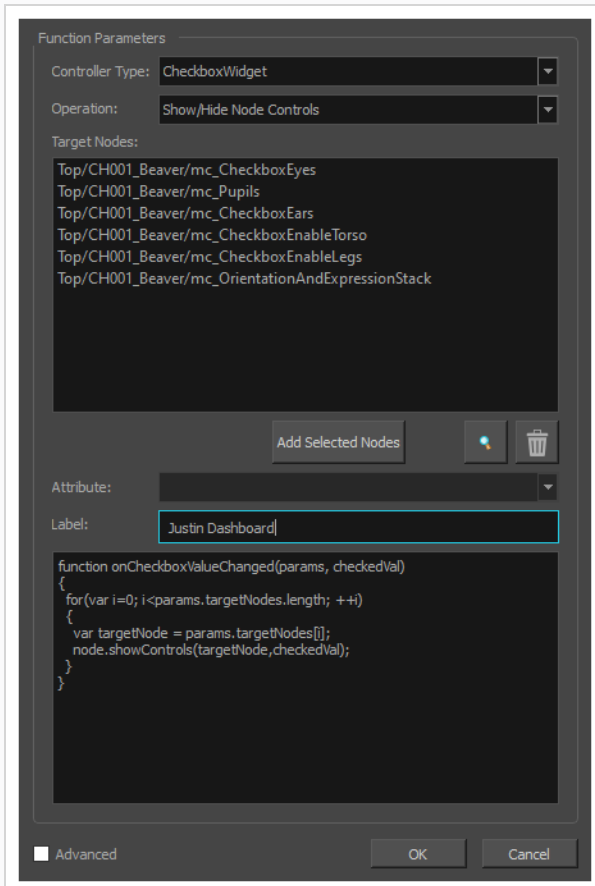 Function Parameters
Controller Type: CheckboxWidget
Operation: Show/Hide Node Controls
Target Nodes:
Top/CH001_Beaver/mc_CheckboxEyes
Top/CH001_Beaver/mc_Pupils
Top/CH001_Beaver/mc_CheckboxEars
Top/CH001_Beaver/mc_CheckboxEnableTorso
Top/CH001_Beaver/mc_CheckboxEnableLegs
Top/CH001_Beaver/mc_OrientationAndExpressionStack
Add Selected Nodes
Attribute:
Label: Justin Dashboard
function onCheckboxValueChanged(params, checkedVal)
{
for(var i=0; i<params.targetNodes.length; ++i)
{
var targetNode = params.targetNodes[i];
node.showControls(targetNode,checkedVal);
}
}
Advanced OK Cancel